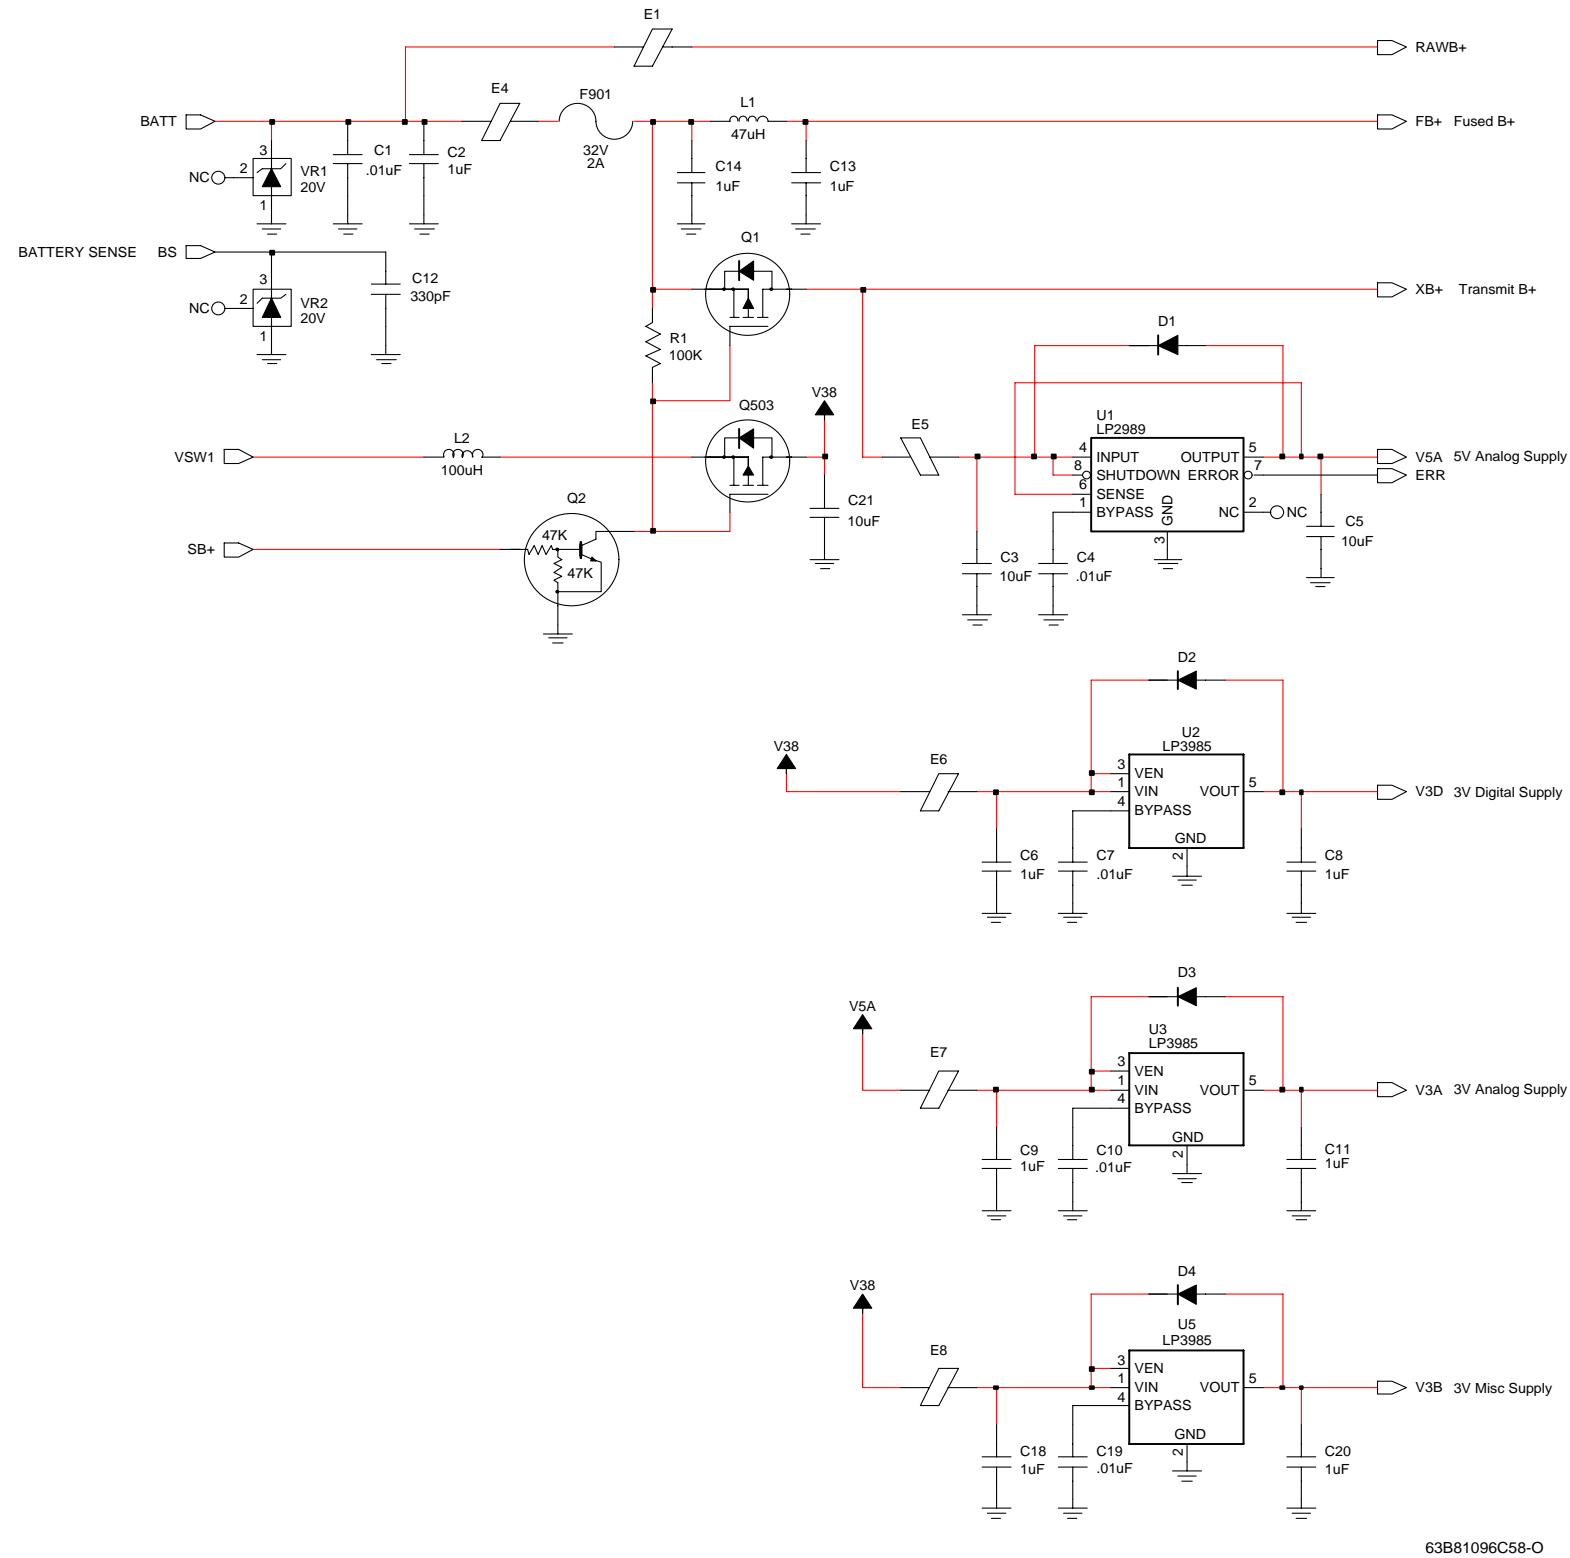 E1
RAWB+
E4
F901
L1
BATT
47uH
FB+ Fused B+
32V
2A
3
2
1
NC
VR1
20V
C1
.01uF
C2
1uF
C14
1uF
C13
1uF
BATTERY SENSE BS
3
2
1
NC
VR2
20V
C12
330pF
Q1
XB+ Transmit B+
R1
100K
D1
V38
Q503
E5
U1
LP2989
L2
VSW1
100uH
4 INPUT OUTPUT 5
8 SHUTDOWN ERROR 7
6 SENSE
1 BYPASS NC 2 NC
GND
3
V5A 5V Analog Supply
ERR
C21
10uF
Q2
47K
47K
SB+
C3
10uF
C4
.01uF
C5
10uF
D2
V38
U2
LP3985
E6
3 VEN
1 VIN VOUT 5
4 BYPASS
GND
2
V3D 3V Digital Supply
C6
1uF
C7
.01uF
C8
1uF
D3
V5A
U3
LP3985
E7
3 VEN
1 VIN VOUT 5
4 BYPASS
GND
2
V3A 3V Analog Supply
C9
1uF
C10
.01uF
C11
1uF
D4
V38
U5
LP3985
E8
3 VEN
1 VIN VOUT 5
4 BYPASS
GND
2
V3B 3V Misc Supply
C18
1uF
C19
.01uF
C20
1uF
63B81096C58-O